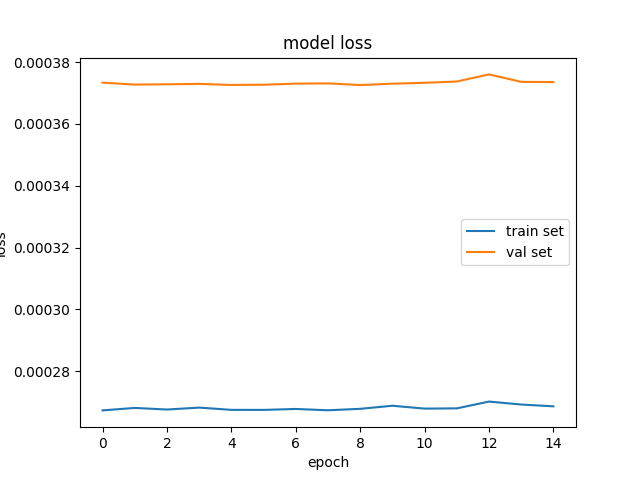 model loss
0.00038
0.00036
0.00034
0.00032
0.00030
0.00028
loss
train set
val set
0 2 4 6 8 10 12 14
epoch